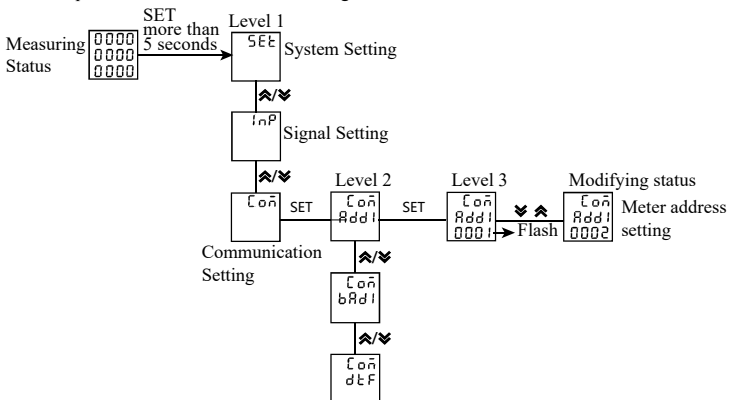 SET
more than
5 seconds
Level 1
Measuring
Status
0000
0000
0000
SEt
System Setting
≪/≫
InP
Signal Setting
≪/≫
Level 2
Level 3
Modifying status
Con
SET
Con
Add1
SET
Con
Add1
0001
Flash
Con
Add1
0002
Meter address
setting
Communication
Setting
Con
bAd1
Con
dtF